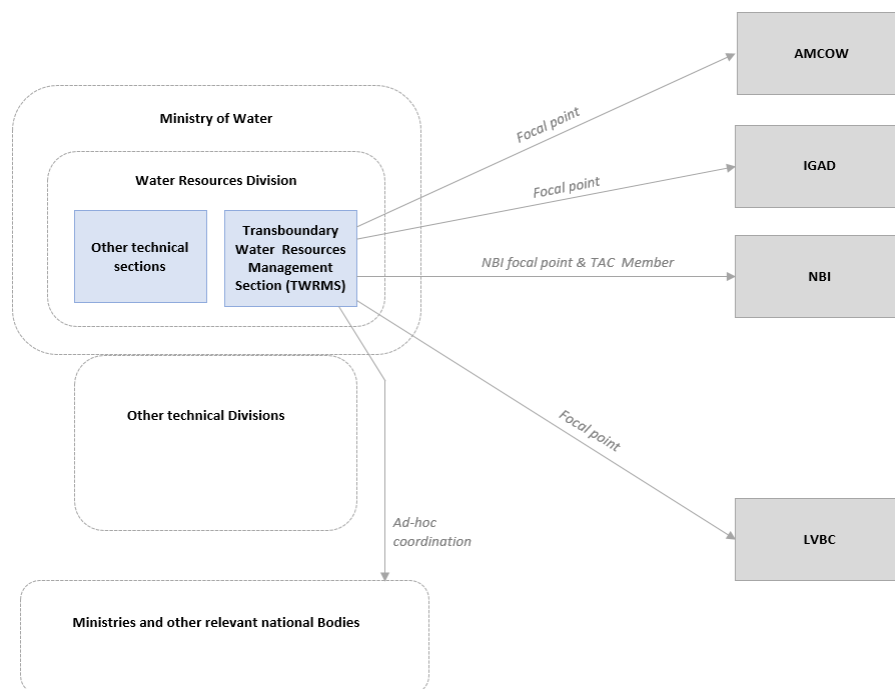 AMCOW
Ministry of Water
Focal point
IGAD
Water Resources Division
Focal point
Other technical
sections
Transboundary
Water Resources
Management
Section (TWRMS)
NBI focal point & TAC Member
NBI
Other technical Divisions
Focal point
Ad-hoc
coordination
LVBC
Ministries and other relevant national Bodies